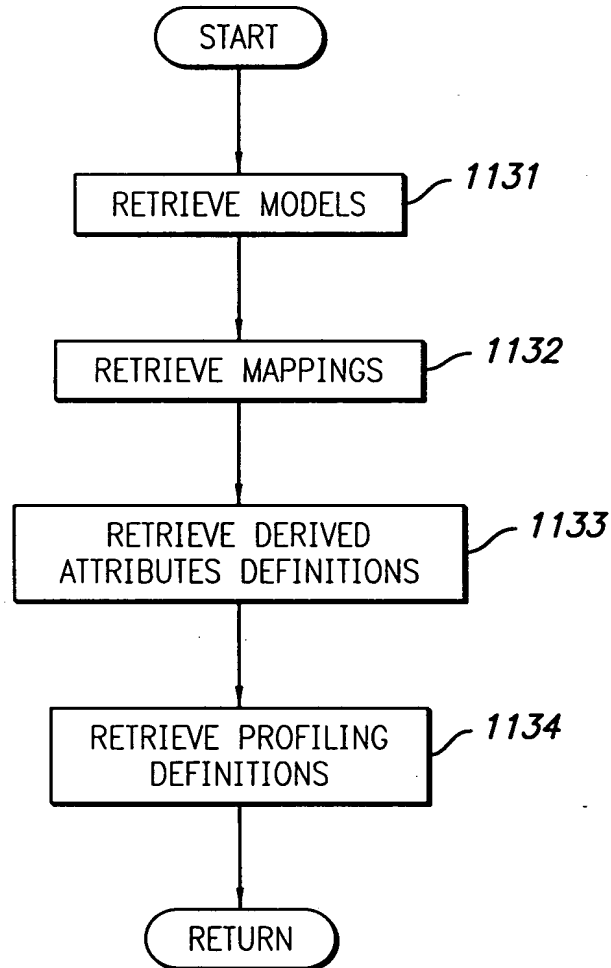 START
RETRIEVE MODELS
1131
RETRIEVE MAPPINGS
1132
RETRIEVE DERIVED
ATTRIBUTES DEFINITIONS
1133
RETRIEVE PROFILING
DEFINITIONS
1134
RETURN